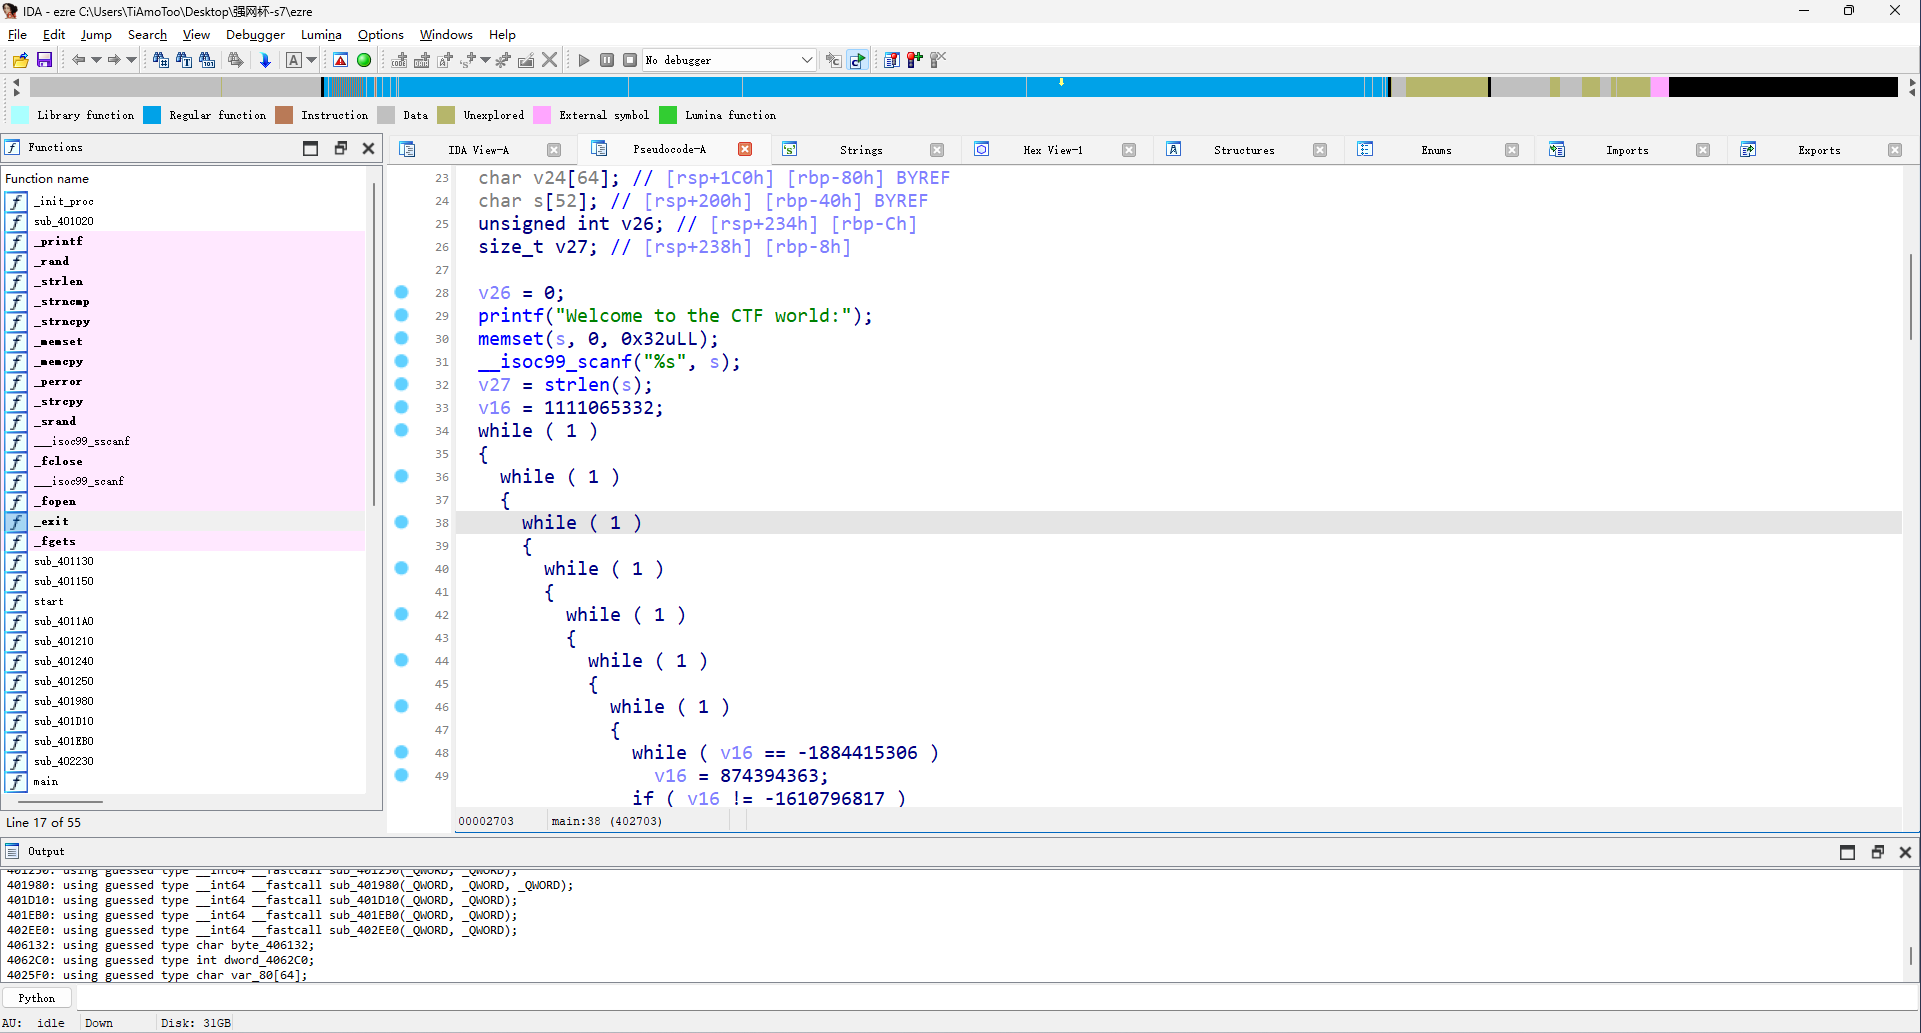 IDA - ezre C:\Users\TiAmoToo\Desktop\强网杯-s7\ezre
File Edit Jump Search View Debugger Lumina Options Windows Help
No debugger
Library function Regular function Instruction Data Unexplored External symbol Lumina function
Functions
IDA View-A Pseudocode-A Strings Hex View-1 Structures Enums Imports Exports
Function name
_init_proc
sub_401020
_printf
_rand
_strlen
_strncmp
_strncpy
_memset
_memcpy
_perror
_strcpy
_srand
___isoc99_sscanf
_fclose
___isoc99_scanf
_fopen
_exit
_fgets
sub_401130
sub_401150
start
sub_4011A0
sub_401210
sub_401240
sub_401250
sub_401980
sub_401D10
sub_401EB0
sub_402230
main
Line 17 of 55
23 char v24[64]; // [rsp+1C0h] [rbp-80h] BYREF
24 char s[52]; // [rsp+200h] [rbp-40h] BYREF
25 unsigned int v26; // [rsp+234h] [rbp-Ch]
26 size_t v27; // [rsp+238h] [rbp-8h]
27
28 v26 = 0;
29 printf("Welcome to the CTF world:");
30 memset(s, 0, 0x32uLL);
31 __isoc99_scanf("%s", s);
32 v27 = strlen(s);
33 v16 = 1111065332;
34 while ( 1 )
35 {
36 while ( 1 )
37 {
38 while ( 1 )
39 {
40 while ( 1 )
41 {
42 while ( 1 )
43 {
44 while ( 1 )
45 {
46 while ( 1 )
47 {
48 while ( v16 == -1884415306 )
49 v16 = 874394363;
if ( v16 != -1610796817 )
00002703 main:38 (402703)
Output
401250: using guessed type __int64 __fastcall sub_401250(_QWORD, _QWORD);
401980: using guessed type __int64 __fastcall sub_401980(_QWORD, _QWORD, _QWORD);
401D10: using guessed type __int64 __fastcall sub_401D10(_QWORD, _QWORD);
401EB0: using guessed type __int64 __fastcall sub_401EB0(_QWORD, _QWORD);
402EE0: using guessed type __int64 __fastcall sub_402EE0(_QWORD, _QWORD);
406132: using guessed type char byte_406132;
4062C0: using guessed type int dword_4062C0;
4025F0: using guessed type char var_80[64];
Python
AU: idle Down Disk: 31GB